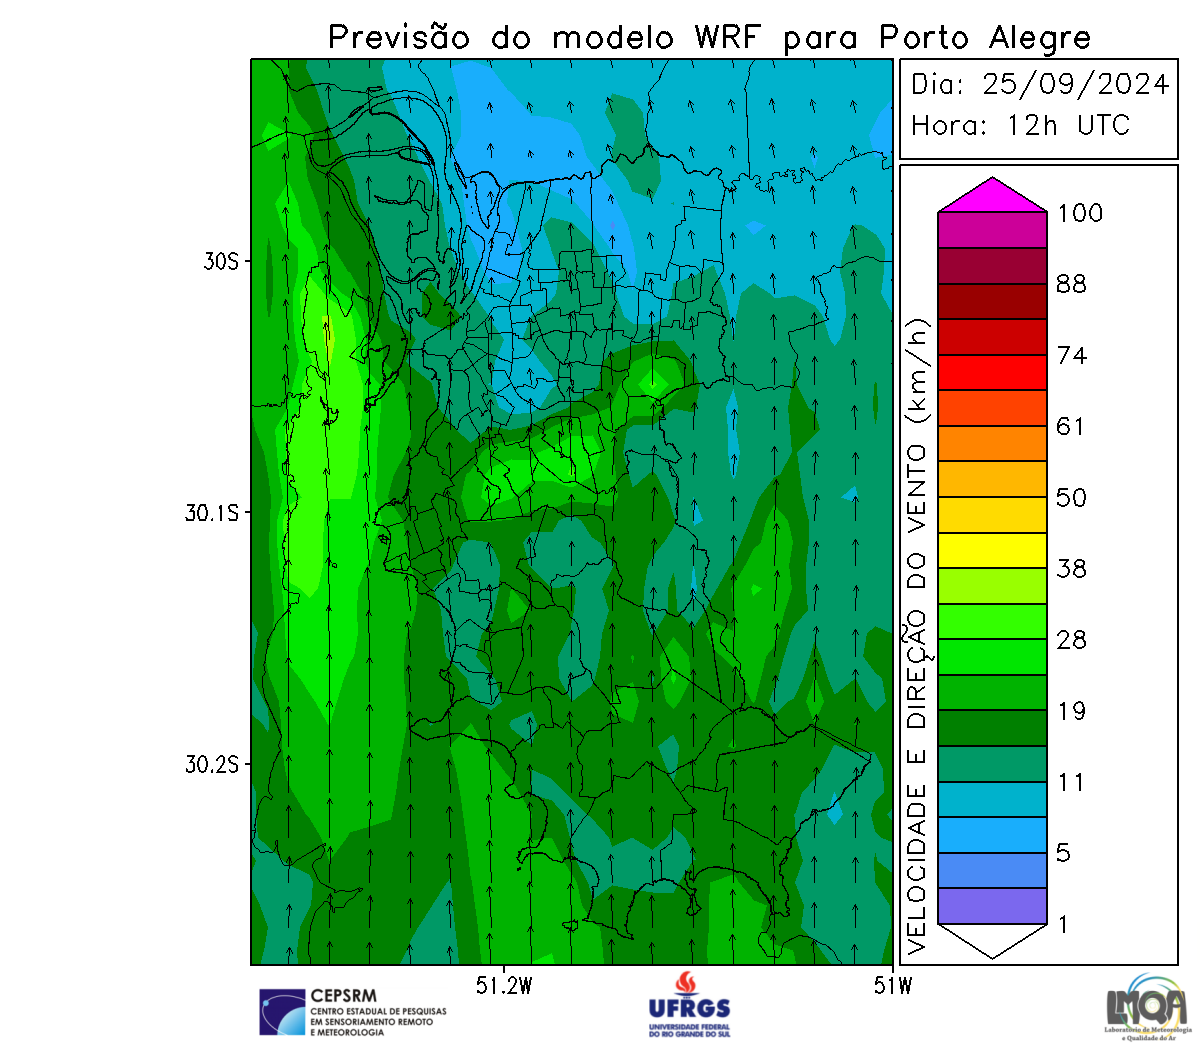 Previsão do modelo WRF para Porto Alegre
Dia: 25/09/2024
Hora: 12h UTC
30S
30.1S
30.2S
51.2W
51W
VELOCIDADE E DIREÇÃO DO VENTO (km/h)
100
88
74
61
50
38
28
19
11
5
1
CEPSRM
CENTRO ESTADUAL DE PESQUISAS
EM SENSORIAMENTO REMOTO
E METEOROLOGIA
UFRGS
UNIVERSIDADE FEDERAL
DO RIO GRANDE DO SUL
LMQA
Laboratório de Meteorologia
e Qualidade do Ar